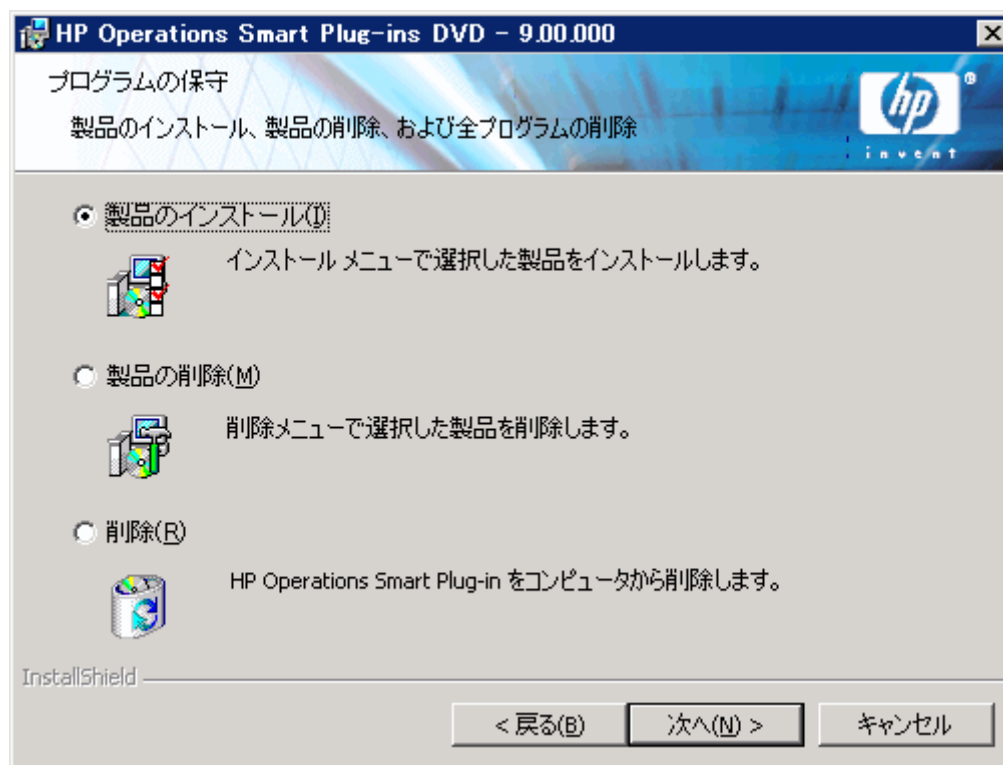 HP Operations Smart Plug-ins DVD - 9.00.000
プログラムの保守
製品のインストール、製品の削除、および全プログラムの削除
hp
®
invent
製品のインストール(I)
インストール メニューで選択した製品をインストールします。
製品の削除(M)
削除メニューで選択した製品を削除します。
削除(R)
HP Operations Smart Plug-in をコンピュータから削除します。
InstallShield
< 戻る(B)
次へ(N) >
キャンセル